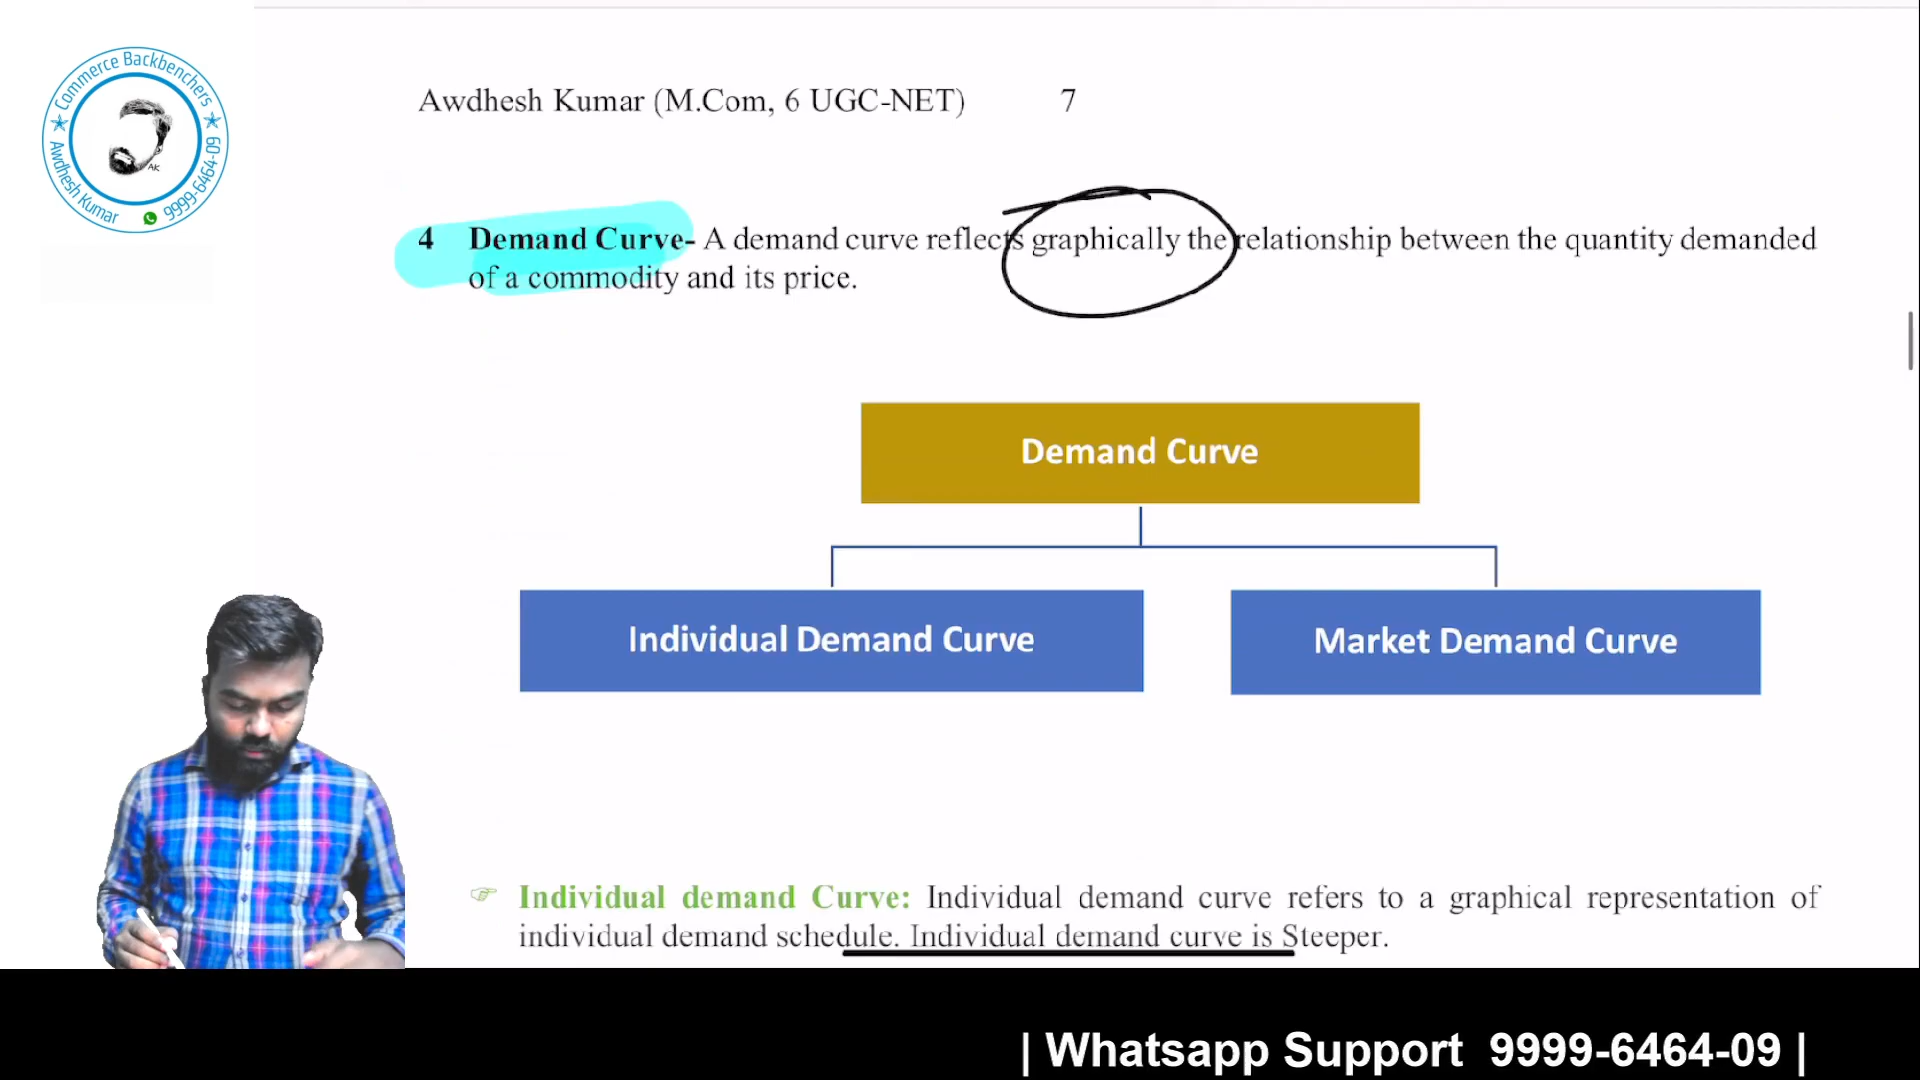 Commerce Backbenchers
AK
Awdhesh Kumar
9999-6464-09
Awdhesh Kumar (M.Com, 6 UGC-NET) 7
4 Demand Curve- A demand curve reflects graphically the relationship between the quantity demanded
of a commodity and its price.
Demand Curve
Individual Demand Curve
Market Demand Curve
Individual demand Curve: Individual demand curve refers to a graphical representation of
individual demand schedule. Individual demand curve is Steeper.
| Whatsapp Support 9999-6464-09 |